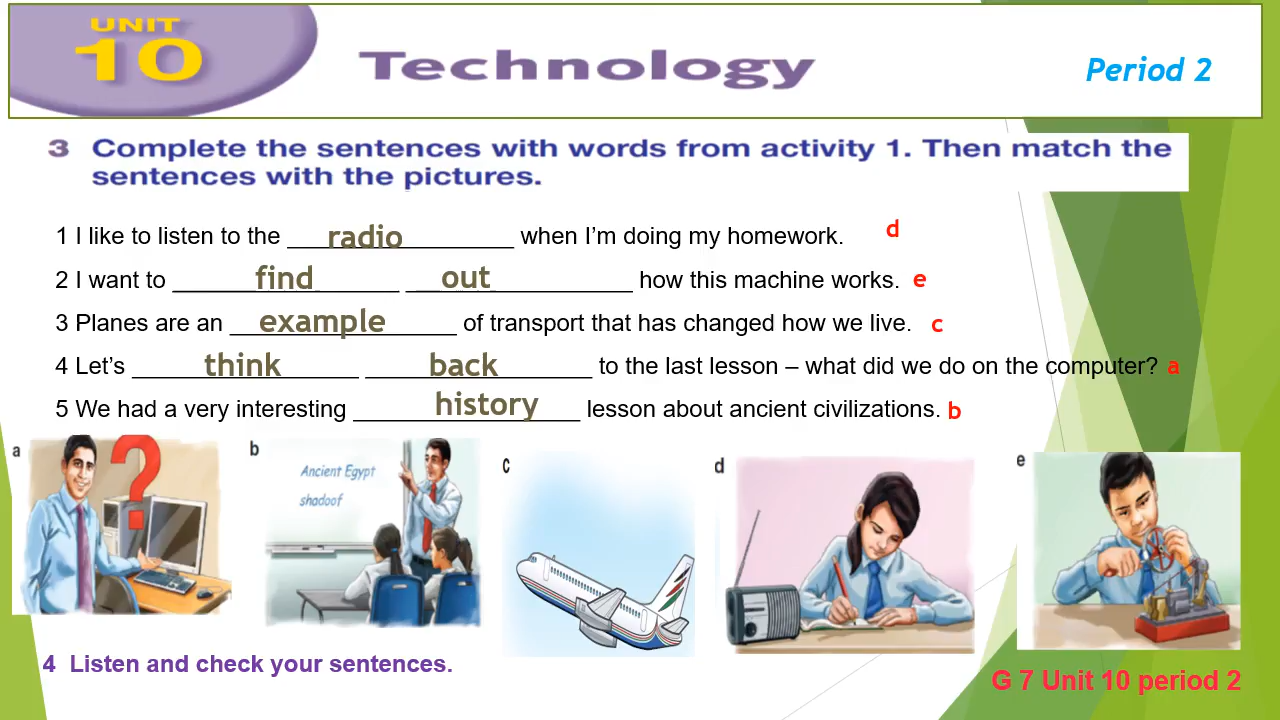 UNIT
10
Technology
Period 2
3 Complete the sentences with words from activity 1. Then match the
sentences with the pictures.
1 I like to listen to the radio when I'm doing my homework. d
2 I want to find out how this machine works. e
3 Planes are an example of transport that has changed how we live. c
4 Let's think back to the last lesson – what did we do on the computer? a
5 We had a very interesting history lesson about ancient civilizations. b
a
b
c
d
e
?
Ancient Egypt
shadoof
4 Listen and check your sentences.
G 7 Unit 10 period 2